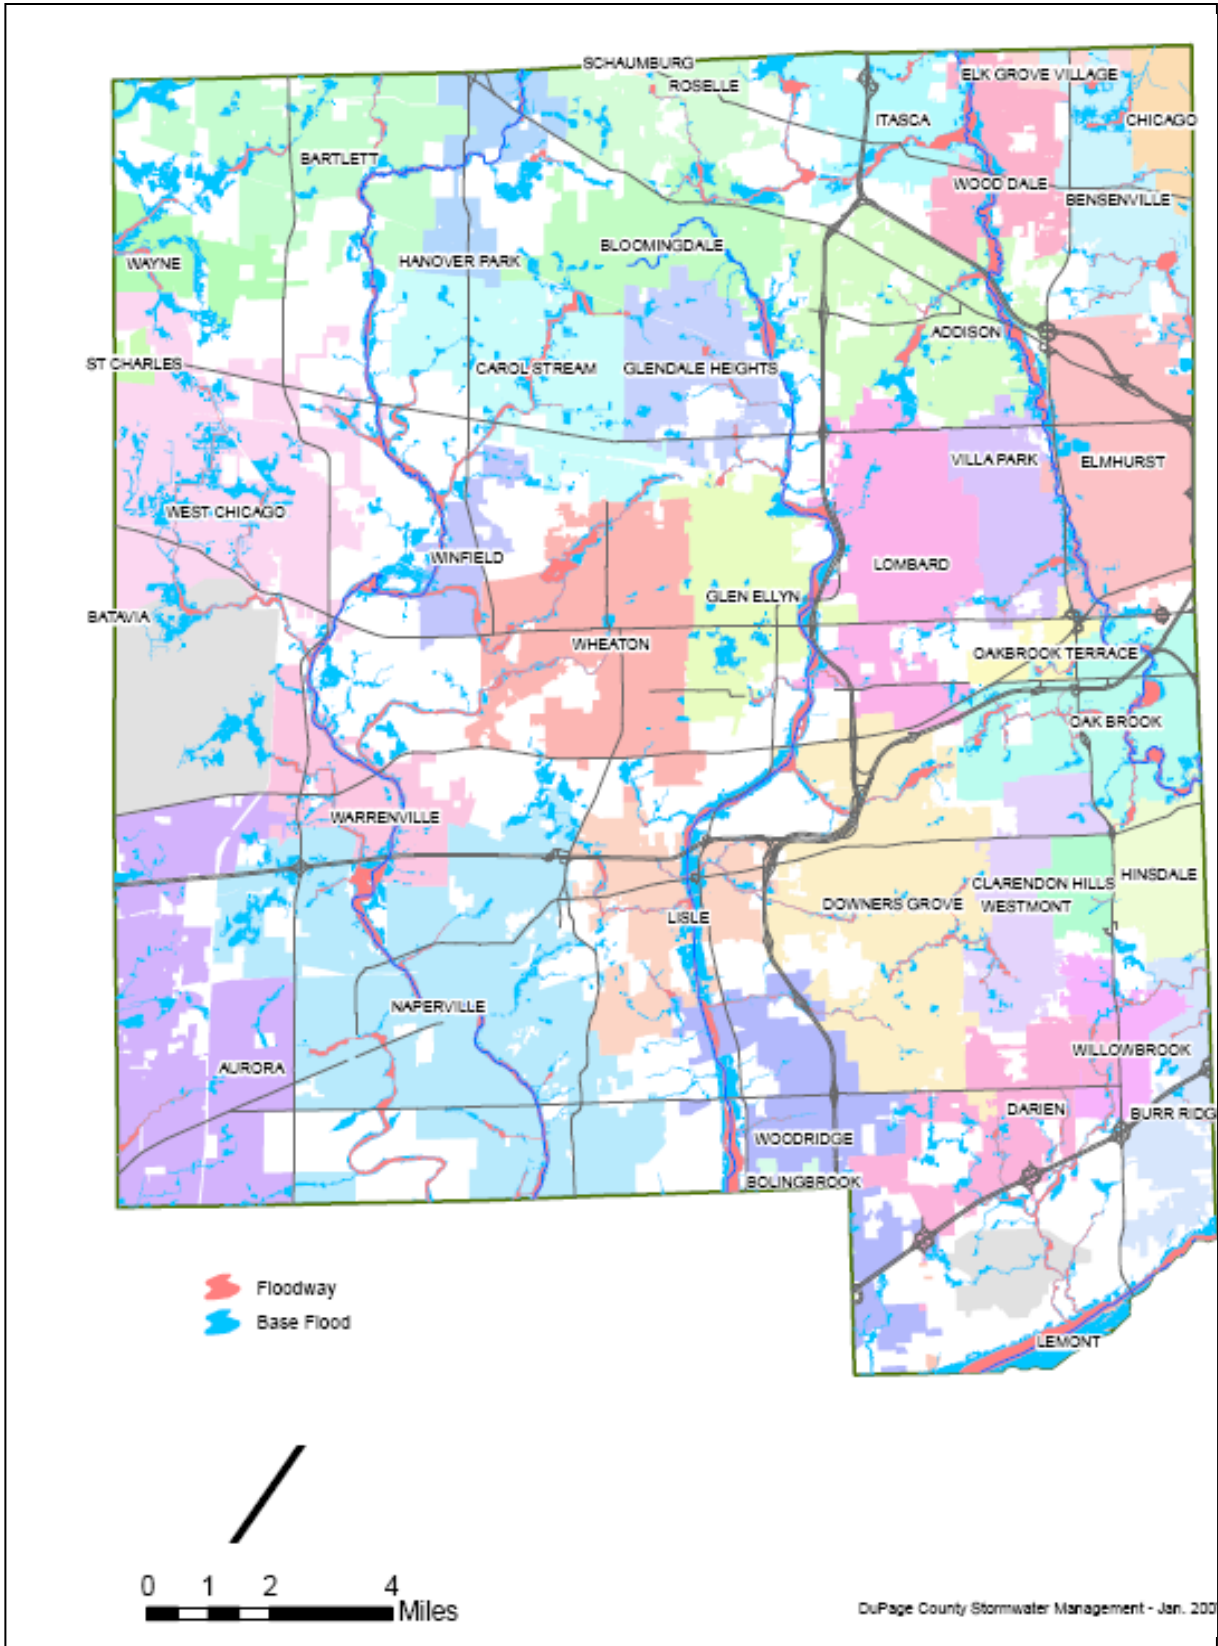 SCHAUMBURG
ROSELLE
ELK GROVE VILLAGE
ITASCA
CHICAGO
BARTLETT
WOOD DALE
BENSENVILLE
BLOOMINGDALE
WAYNE
HANOVER PARK
ADDISON
ST CHARLES
CAROL STREAM
GLENDALE HEIGHTS
VILLA PARK
ELMHURST
WEST CHICAGO
WINFIELD
LOMBARD
GLEN ELLYN
BATAVIA
WHEATON
OAKBROOK TERRACE
OAK BROOK
WARRENVILLE
HINSDALE
CLARENDON HILLS
DOWNERS GROVE
WESTMONT
LISLE
NAPERVILLE
WILLOWBROOK
AURORA
DARIEN
BURR RIDG
WOODRIDGE
BOLINGBROOK
LEMONT
Floodway
Base Flood
0 1 2 4
Miles
DuPage County Stormwater Management - Jan. 200